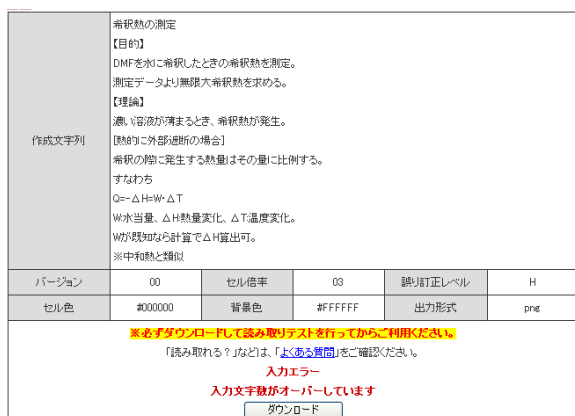 希釈熱の測定
【目的】
DMFを水に希釈したときの希釈熱を測定。
測定データより無限大希釈熱を求める。
【理論】
濃い溶液が薄まるとき、希釈熱が発生。
[熱的に外部遮断の場合]
希釈の際に発生する熱量はその量に比例する。
すなわち
Q=-ΔH=W・ΔT
W:水当量、ΔH:熱量変化、ΔT:温度変化。
Wが既知なら計算でΔH算出可。
※中和熱と類似
作成文字列
バージョン 00 セル倍率 03 誤り訂正レベル H
セル色 #000000 背景色 #FFFFFF 出力形式 png
※必ずダウンロードして読み取りテストを行ってからご利用ください。
「読み取れる？」などは、「よくある質問」をご確認ください。
入力エラー
入力文字数がオーバーしています
ダウンロード